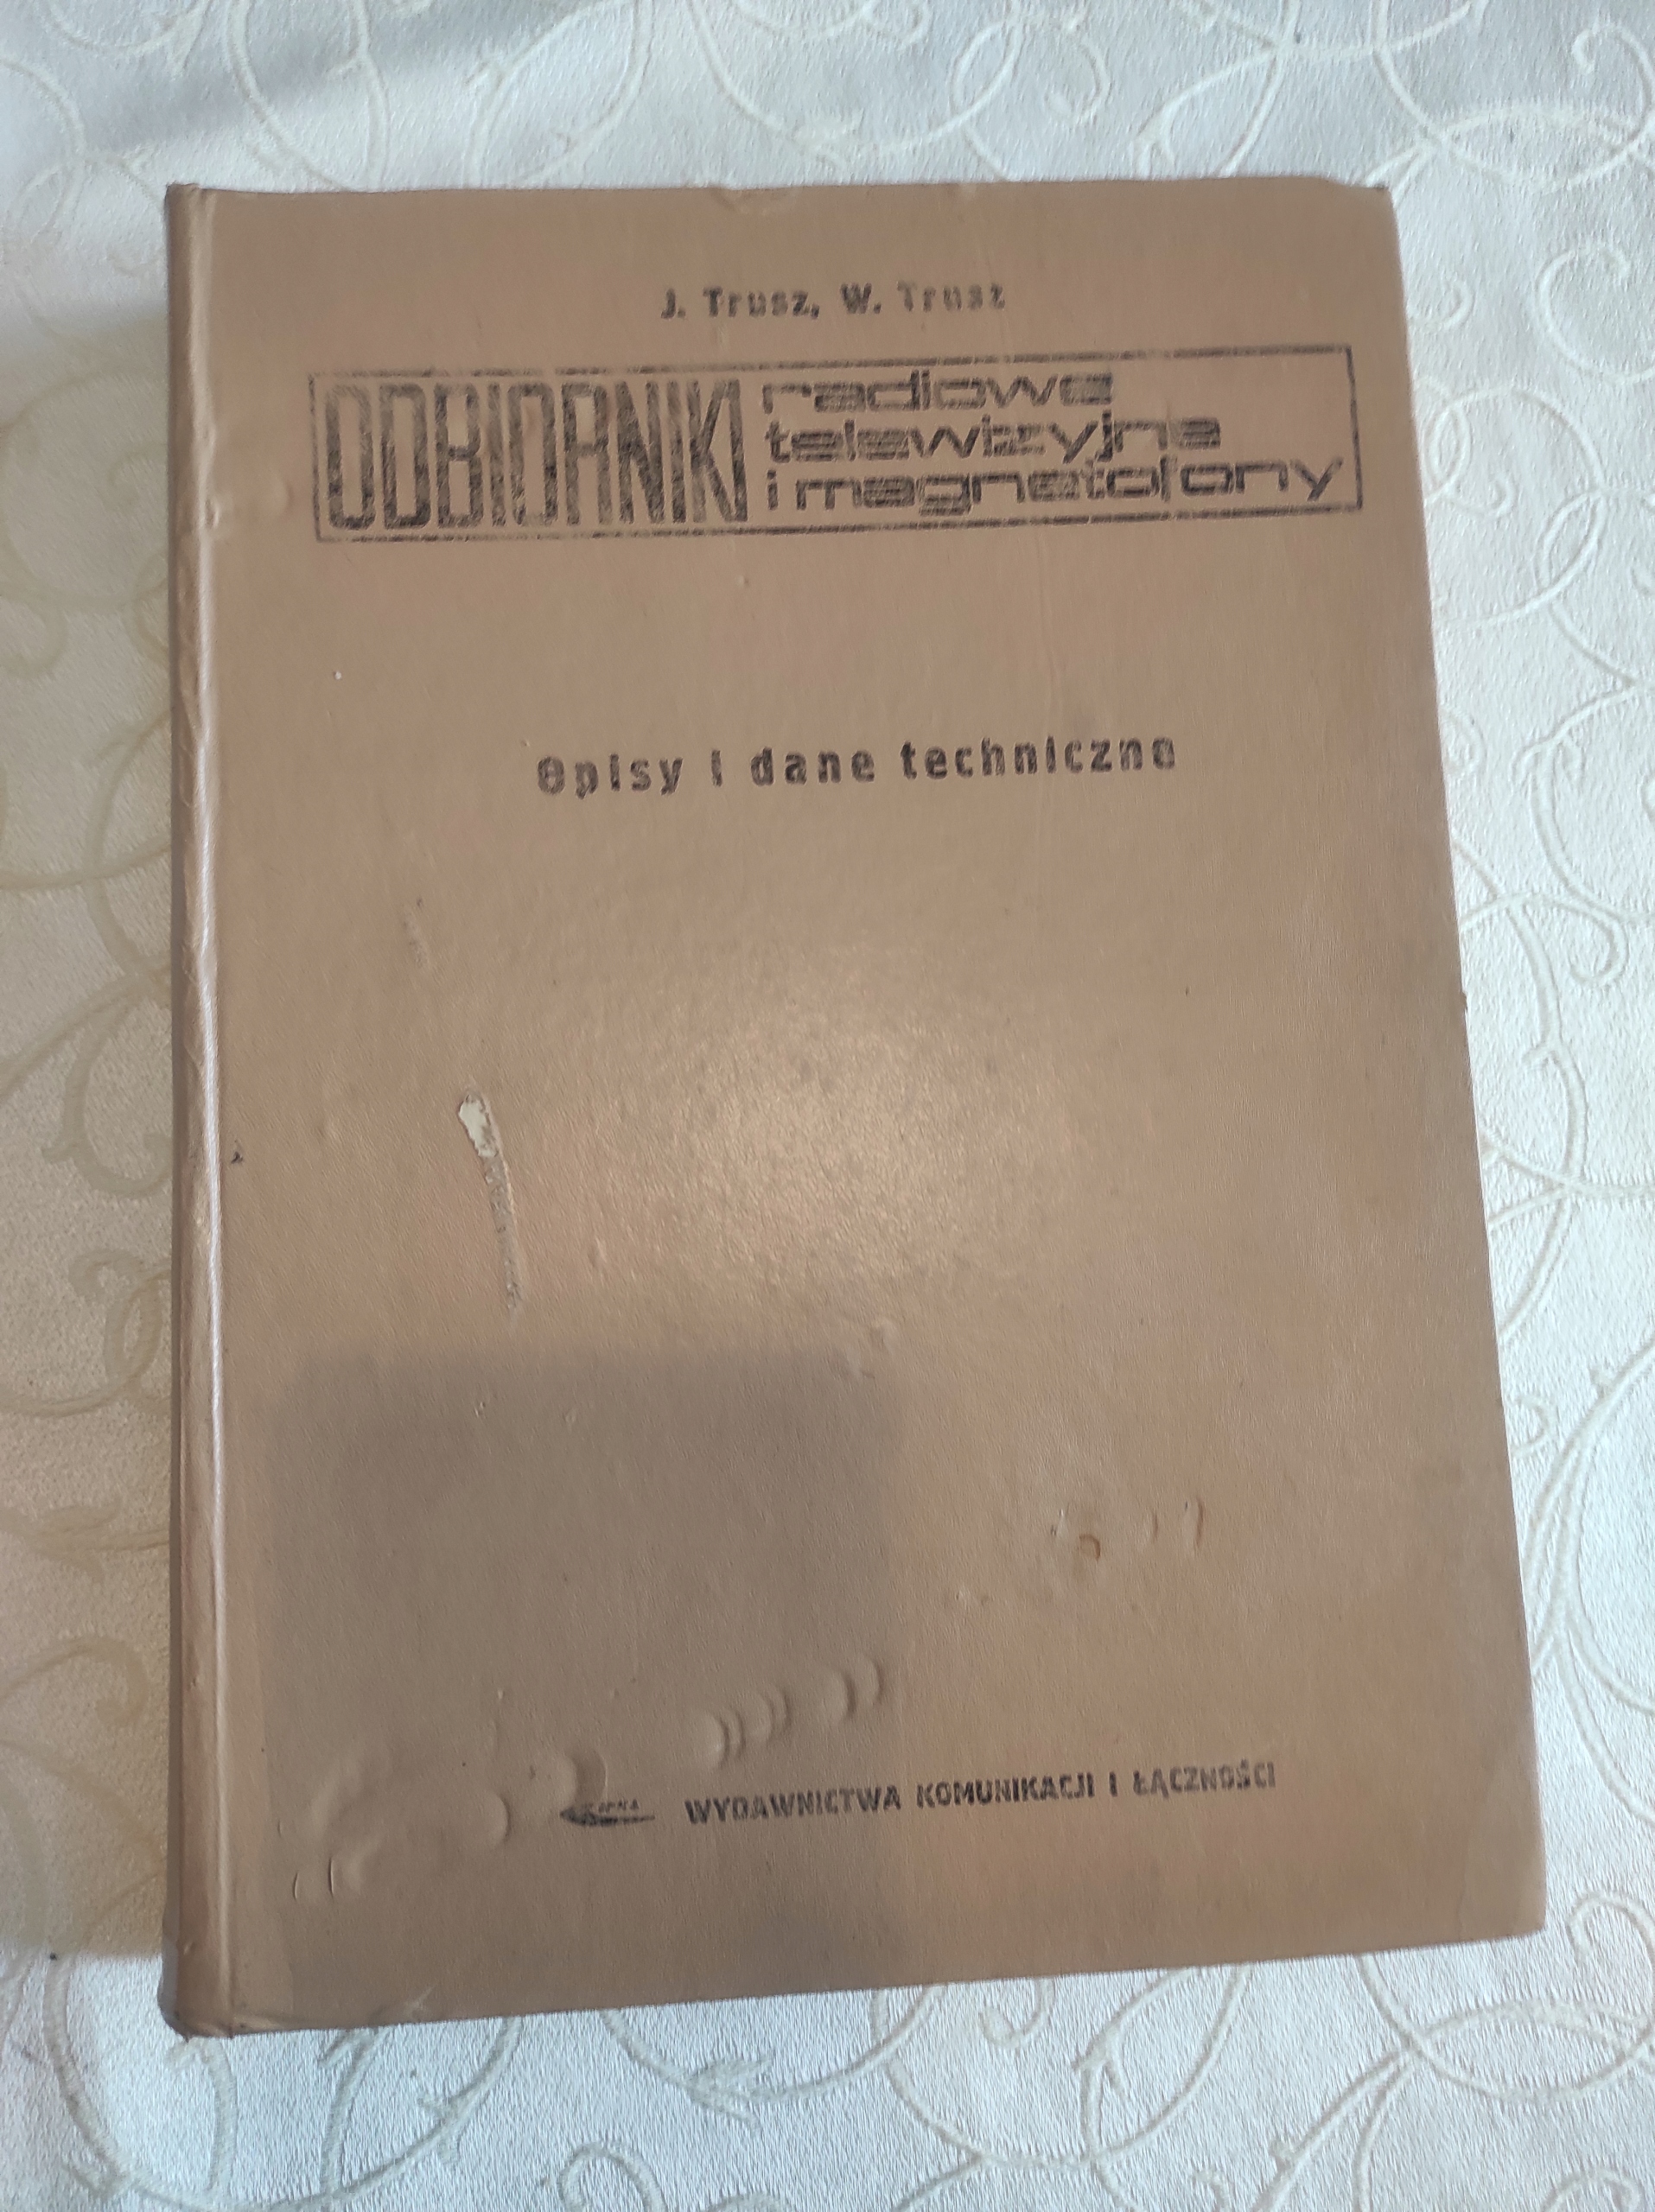 J. Trusz, W. Trusz
ODBIORNIKI radiowe
telewizyjne
i magnetofony
Opisy i dane techniczne
WYDAWNICTWA KOMUNIKACJI I ŁĄCZNOŚCI